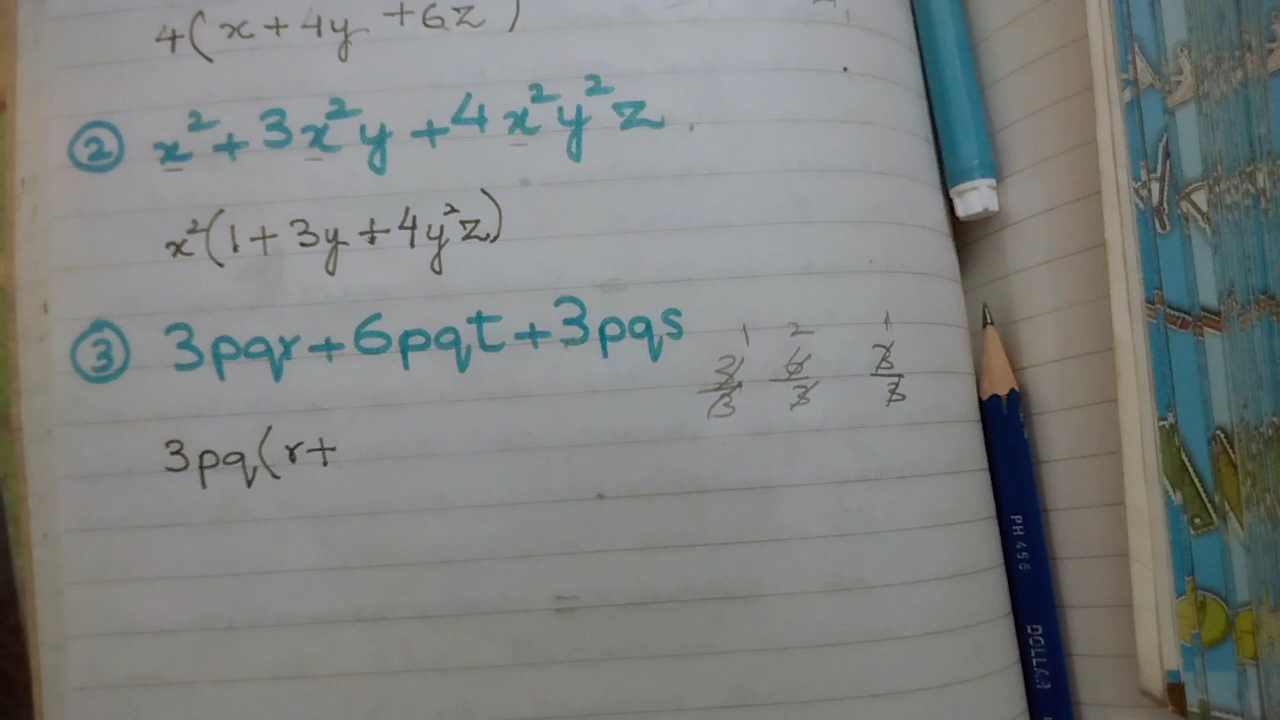 4(x+4y+6z)
② x²+3x²y+4x²y²z.
x²(1+3y+4y²z)
③ 3pqr+6pqt+3pqs
1 2 1
3/3 6/3 3/3
3pq(r+
PH 456
DOLLAR